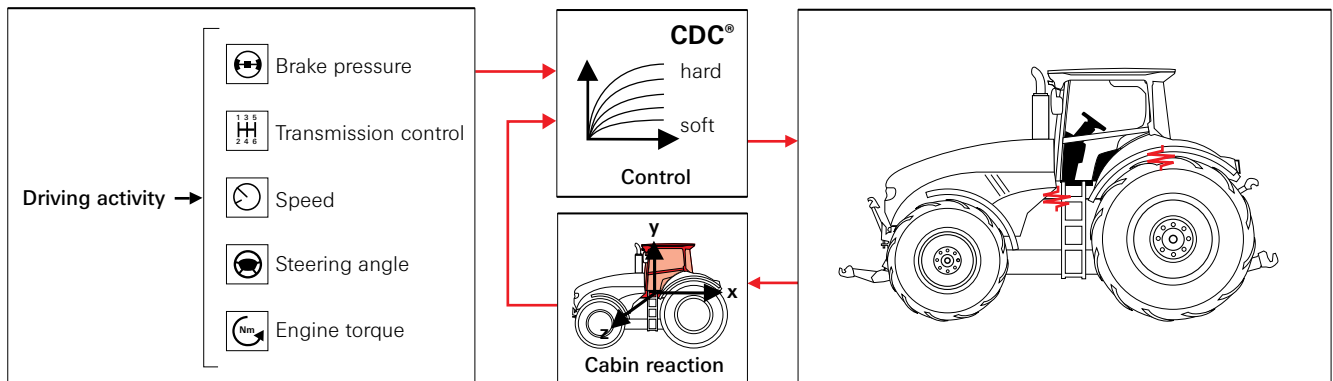 Driving activity
Brake pressure
1 3 5
2 4 6
Transmission control
Speed
Steering angle
Nm
Engine torque
CDC®
hard
soft
Control
y
x
z
Cabin reaction